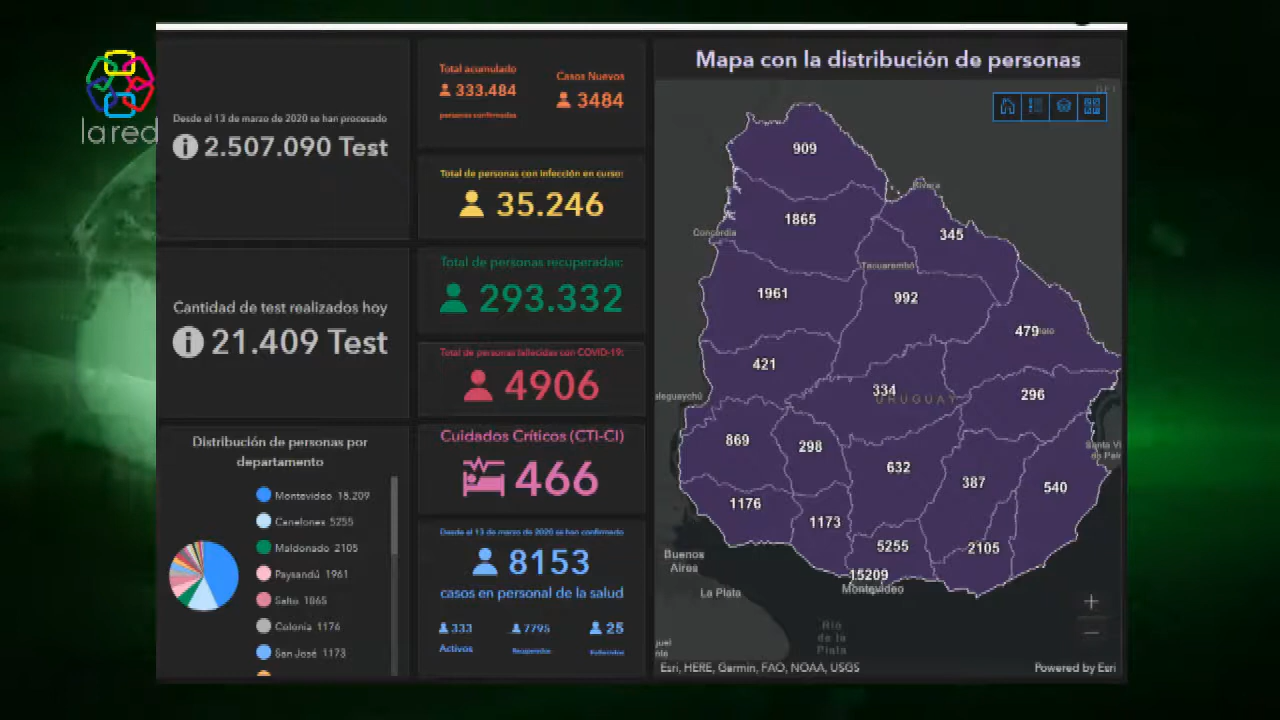 la red
Desde el 13 de marzo de 2020 se han procesado
2.507.090 Test
Cantidad de test realizados hoy
21.409 Test
Distribución de personas por
departamento
Montevideo 15.209
Canelones 5255
Maldonado 2105
Paysandú 1961
Salto 1865
Colonia 1176
San José 1173
Total acumulado
333.484
personas confirmadas
Casos Nuevos
3484
Total de personas con infección en curso:
35.246
Total de personas recuperadas:
293.332
Total de personas fallecidas con COVID-19:
4906
Cuidados Críticos (CTI-CI)
466
Desde el 13 de marzo de 2020 se han confirmado
8153
casos en personal de la salud
333
Activos
7795
Recuperados
25
Fallecidos
Mapa con la distribución de personas
909
Rivera
1865
Concordia
345
Tacuarembó
1961
992
479
421
334
URUGUAY
296
aleguaychú
869
298
632
387
540
Santa Vi
1176
1173
5255
2105
Buenos
Aires
15209
Montevideo
La Plata
Río
de la
Plata
+
−
Esri, HERE, Garmin, FAO, NOAA, USGS
Powered by Esri